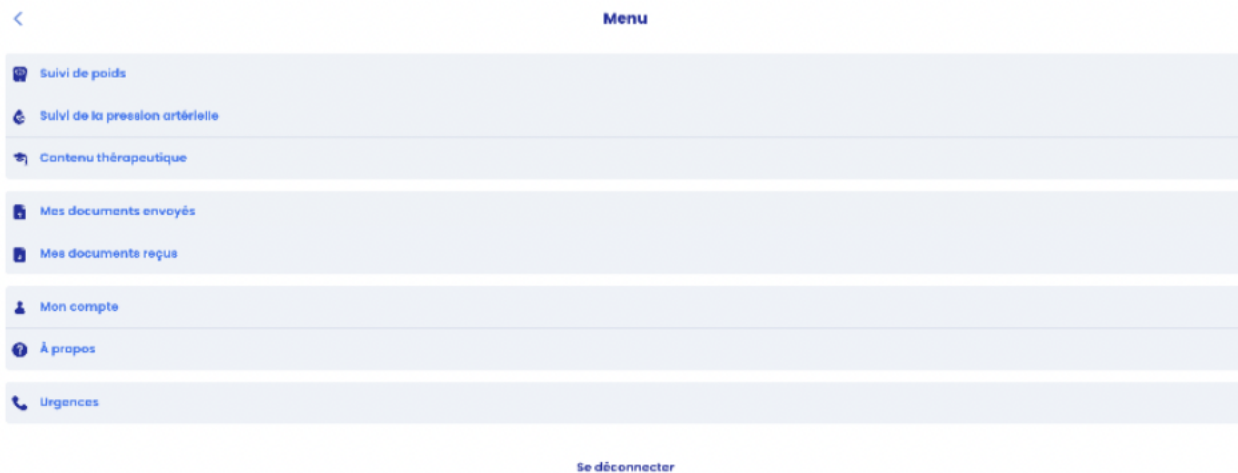 Menu
Suivi de poids
Suivi de la pression artérielle
Contenu thérapeutique
Mes documents envoyés
Mes documents reçus
Mon compte
À propos
Urgences
Se déconnecter